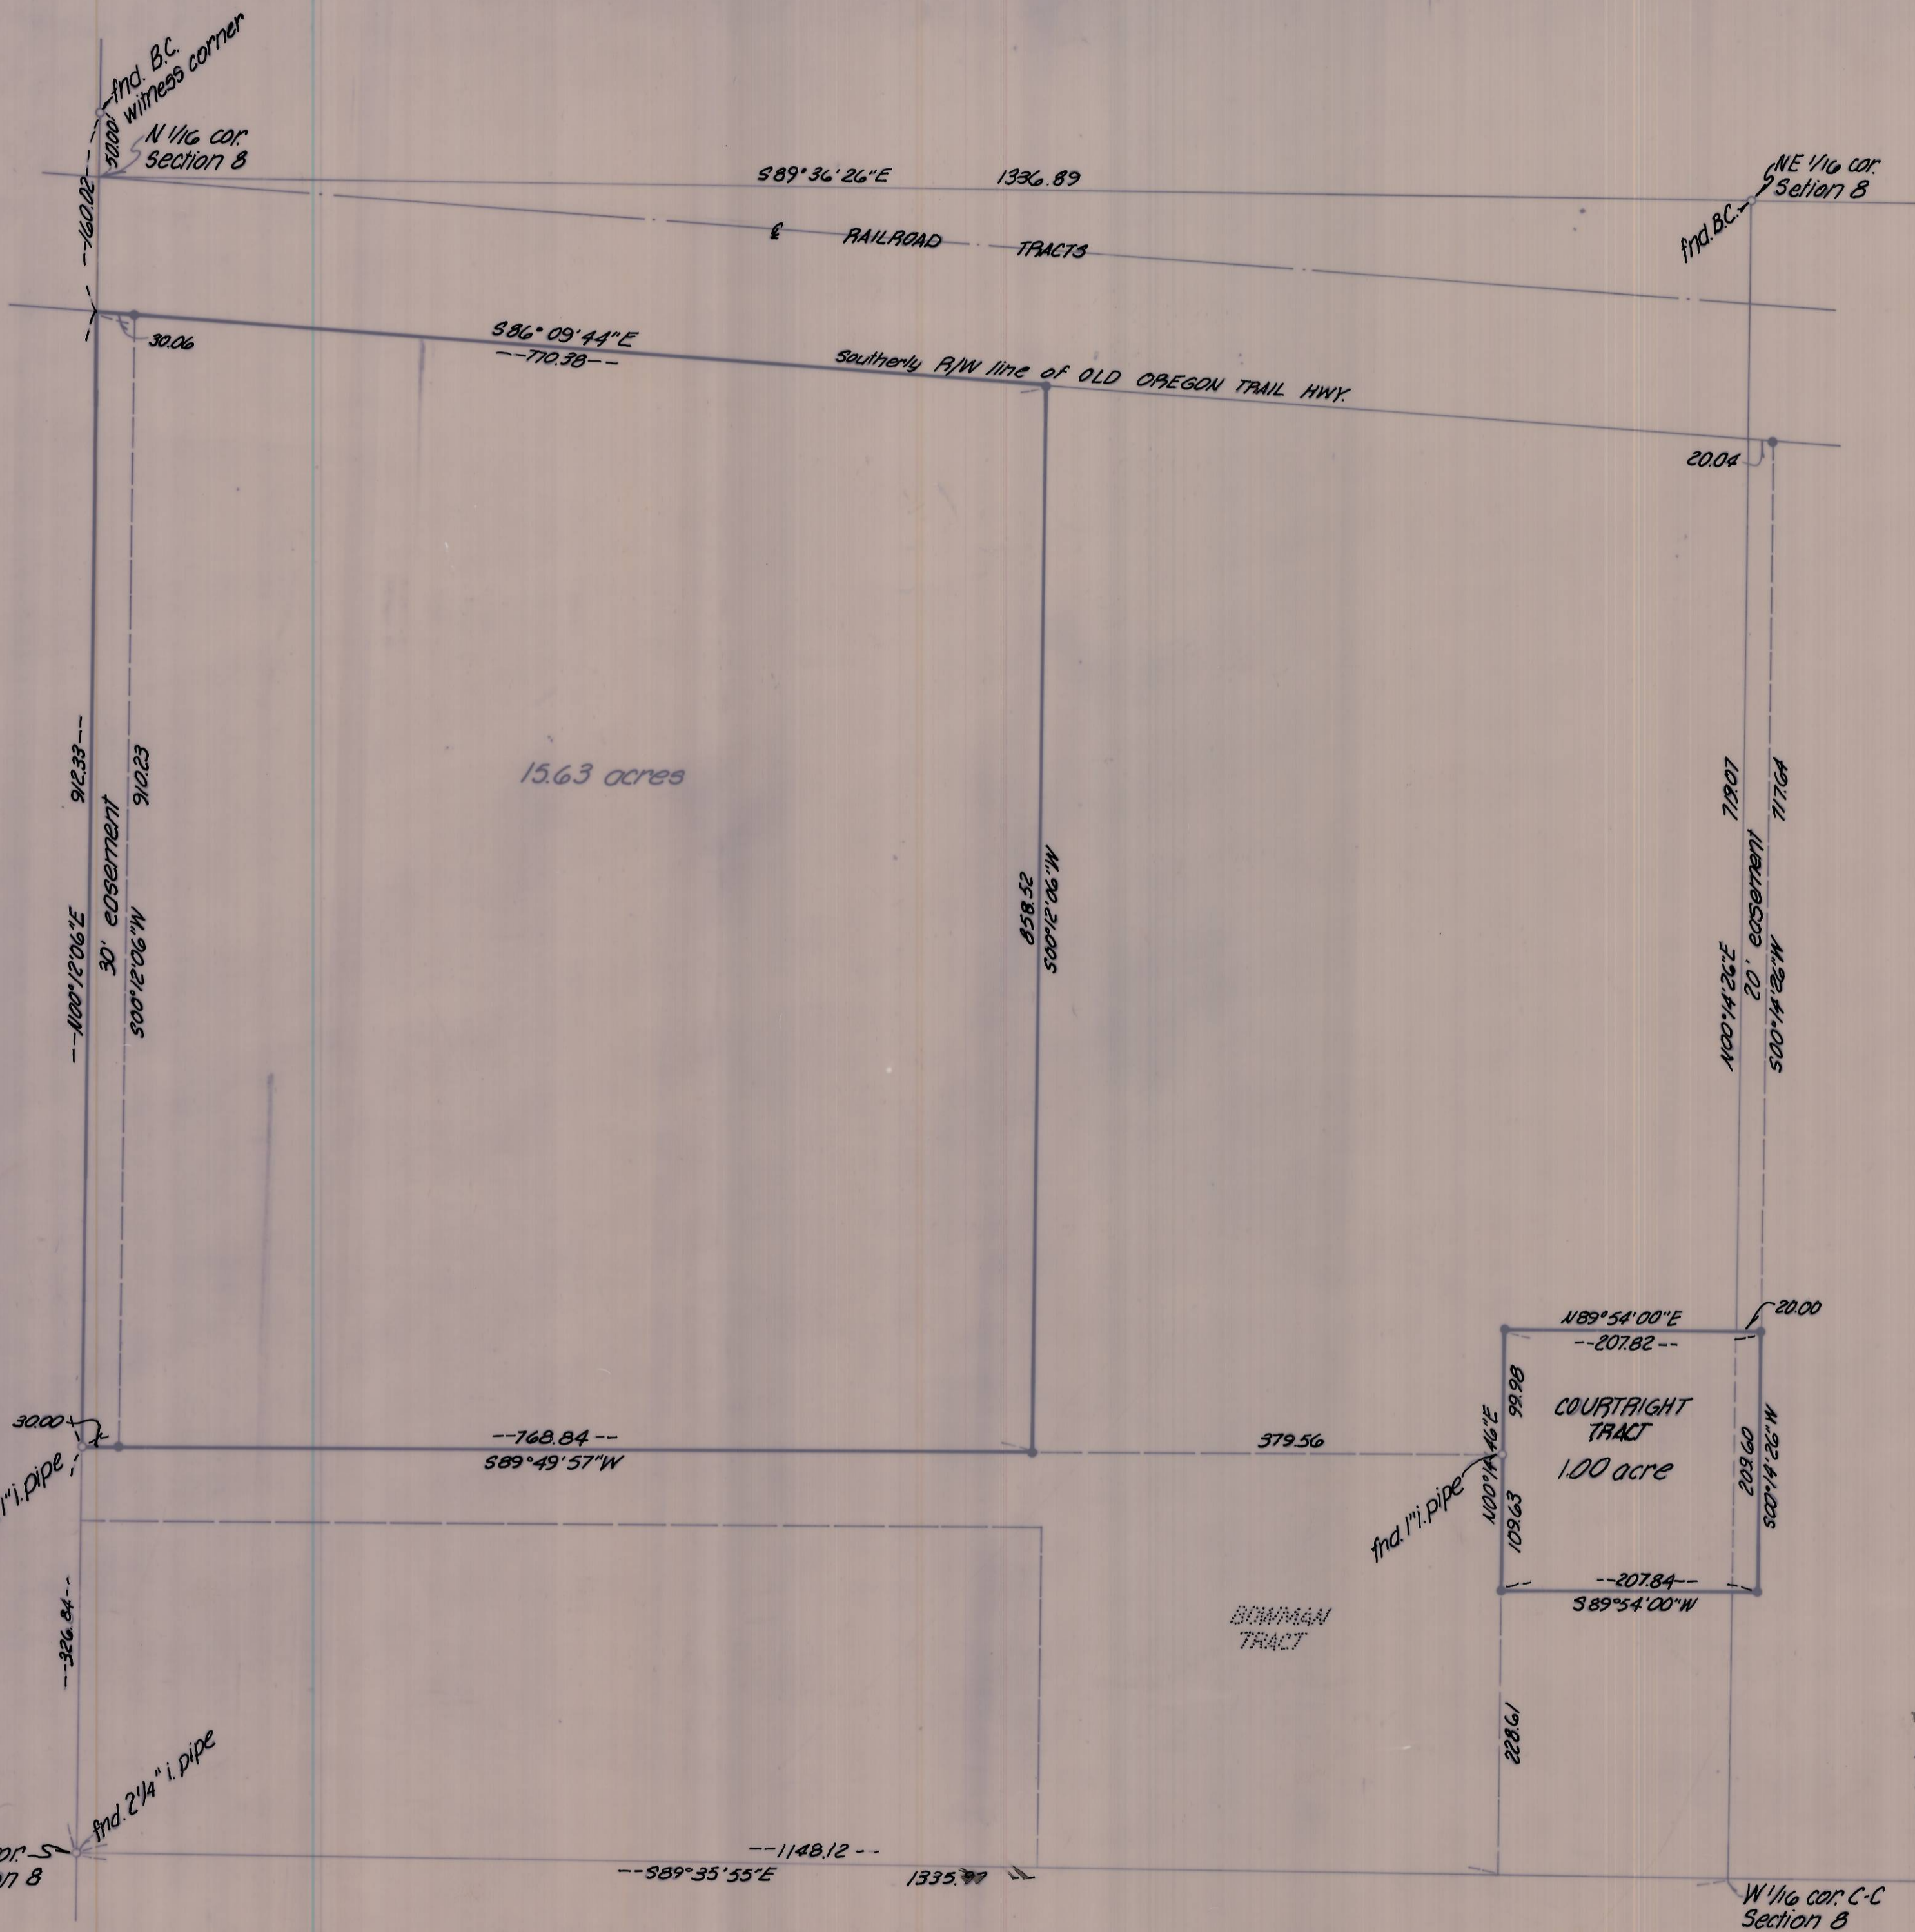 fnd. B.C.
witness corner
50.00'
N 1/16 cor.
Section 8
--160.02--
S89°36'26"E 1336.89
NE 1/16 cor.
Setion 8
fnd. B.C.
℄ RAILROAD TRACTS
30.06
S86°09'44"E
--770.38--
Southerly R/W line of OLD OREGON TRAIL HWY.
20.04
15.63 acres
--N00°12'06"E 912.33--
30' easement
S00°12'06"W 910.23
858.52
S00°12'06"W
N00°14'26"E 719.07
20' easement
S00°14'26"W 717.64
N89°54'00"E
--207.82--
20.00
99.98
COURTRIGHT
TRACT
1.00 acre
N00°14'46"E
109.63
209.60
S00°14'26"W
30.00
1" i. pipe
--768.84--
S89°49'57"W
379.56
fnd. 1" i. pipe
--207.84--
S89°54'00"W
BOWMAN
TRACT
--326.84--
228.61
fnd. 2 1/4" i. pipe
or.
n 8
--1148.12--
--S89°35'55"E
W 1/16 cor. C-C
Section 8